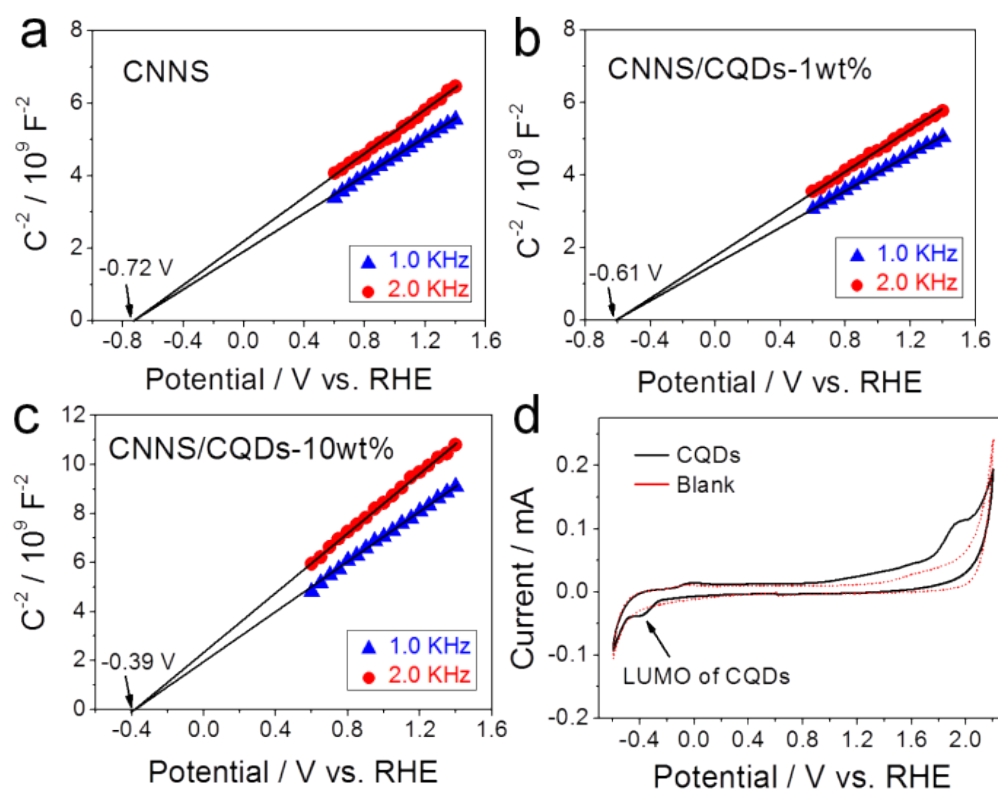 a
CNNS
C⁻² / 10⁹ F⁻²
8
6
4
2
0
-0.72 V
▲ 1.0 KHz
● 2.0 KHz
-0.8 -0.4 0.0 0.4 0.8 1.2 1.6
Potential / V vs. RHE
b
CNNS/CQDs-1wt%
C⁻² / 10⁹ F⁻²
8
6
4
2
0
-0.61 V
▲ 1.0 KHz
● 2.0 KHz
-0.8 -0.4 0.0 0.4 0.8 1.2 1.6
Potential / V vs. RHE
c
CNNS/CQDs-10wt%
C⁻² / 10⁹ F⁻²
12
10
8
6
4
2
0
-0.39 V
▲ 1.0 KHz
● 2.0 KHz
-0.4 0.0 0.4 0.8 1.2 1.6
Potential / V vs. RHE
d
CQDs
Blank
Current / mA
0.2
0.1
0.0
-0.1
-0.2
LUMO of CQDs
-0.4 0.0 0.4 0.8 1.2 1.6 2.0
Potential / V vs. RHE